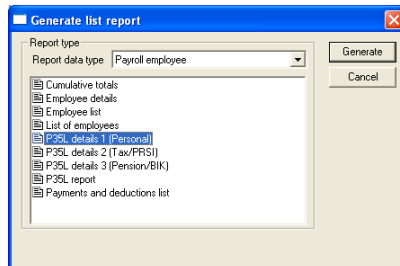 Generate list report
Report type
Report data type Payroll employee
Generate
Cancel
Cumulative totals
Employee details
Employee list
List of employees
P35L details 1 (Personal)
P35L details 2 (Tax/PRSI)
P35L details 3 (Pension/BIK)
P35L report
Payments and deductions list